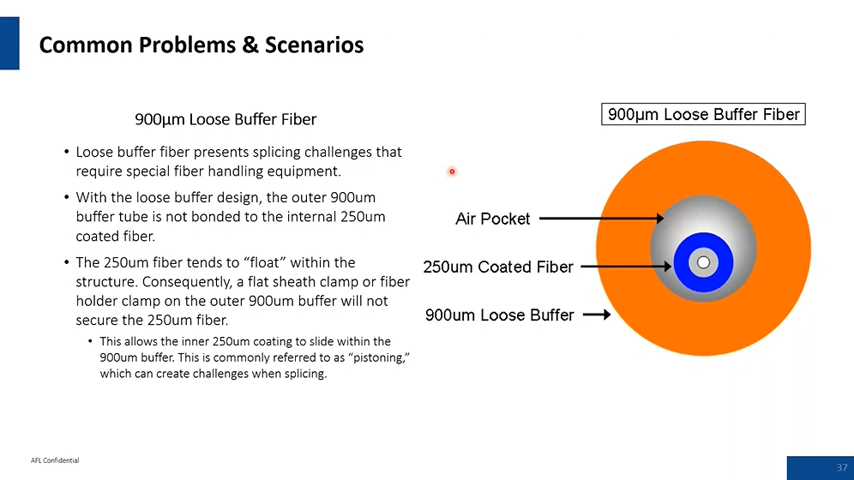 Common Problems & Scenarios
900µm Loose Buffer Fiber
• Loose buffer fiber presents splicing challenges that
require special fiber handling equipment.
• With the loose buffer design, the outer 900um
buffer tube is not bonded to the internal 250um
coated fiber.
• The 250um fiber tends to “float” within the
structure. Consequently, a flat sheath clamp or fiber
holder clamp on the outer 900um buffer will not
secure the 250um fiber.
• This allows the inner 250um coating to slide within the
900um buffer. This is commonly referred to as “pistoning,”
which can create challenges when splicing.
900µm Loose Buffer Fiber
Air Pocket
250um Coated Fiber
900um Loose Buffer
AFL Confidential
37